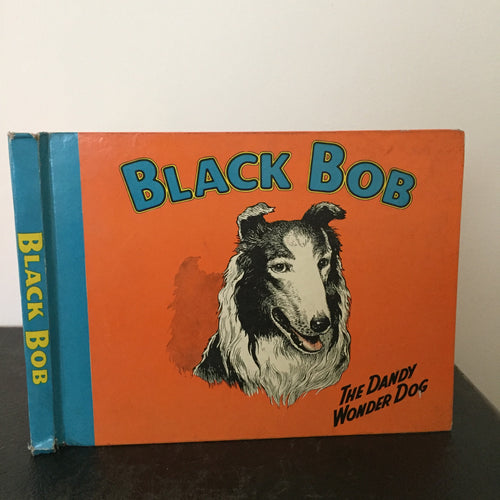 BLACK BOB
BLACK BOB
THE DANDY
WONDER DOG